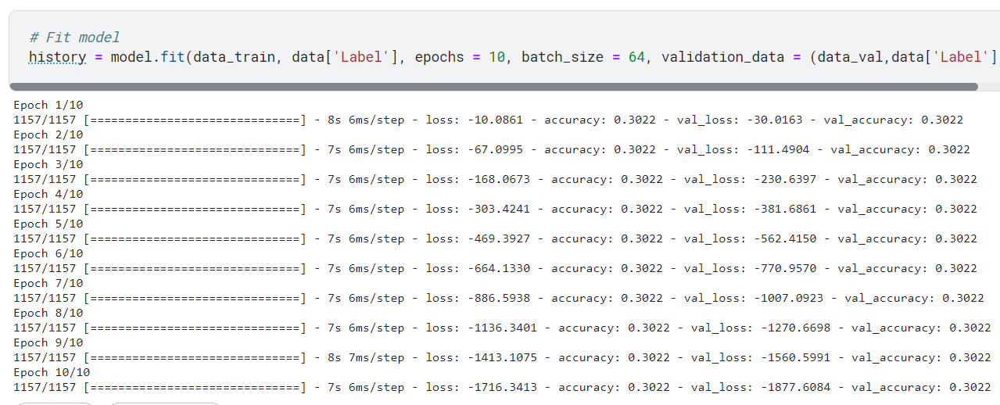 # Fit model
history = model.fit(data_train, data['Label'], epochs = 10, batch_size = 64, validation_data = (data_val,data['Label']
Epoch 1/10
1157/1157 [==============================] - 8s 6ms/step - loss: -10.0861 - accuracy: 0.3022 - val_loss: -30.0163 - val_accuracy: 0.3022
Epoch 2/10
1157/1157 [==============================] - 7s 6ms/step - loss: -67.0995 - accuracy: 0.3022 - val_loss: -111.4904 - val_accuracy: 0.3022
Epoch 3/10
1157/1157 [==============================] - 7s 6ms/step - loss: -168.0673 - accuracy: 0.3022 - val_loss: -230.6397 - val_accuracy: 0.3022
Epoch 4/10
1157/1157 [==============================] - 7s 6ms/step - loss: -303.4241 - accuracy: 0.3022 - val_loss: -381.6861 - val_accuracy: 0.3022
Epoch 5/10
1157/1157 [==============================] - 7s 6ms/step - loss: -469.3927 - accuracy: 0.3022 - val_loss: -562.4150 - val_accuracy: 0.3022
Epoch 6/10
1157/1157 [==============================] - 7s 6ms/step - loss: -664.1330 - accuracy: 0.3022 - val_loss: -770.9570 - val_accuracy: 0.3022
Epoch 7/10
1157/1157 [==============================] - 7s 6ms/step - loss: -886.5938 - accuracy: 0.3022 - val_loss: -1007.0923 - val_accuracy: 0.3022
Epoch 8/10
1157/1157 [==============================] - 7s 6ms/step - loss: -1136.3401 - accuracy: 0.3022 - val_loss: -1270.6698 - val_accuracy: 0.3022
Epoch 9/10
1157/1157 [==============================] - 8s 7ms/step - loss: -1413.1075 - accuracy: 0.3022 - val_loss: -1560.5991 - val_accuracy: 0.3022
Epoch 10/10
1157/1157 [==============================] - 7s 6ms/step - loss: -1716.3413 - accuracy: 0.3022 - val_loss: -1877.6084 - val_accuracy: 0.3022